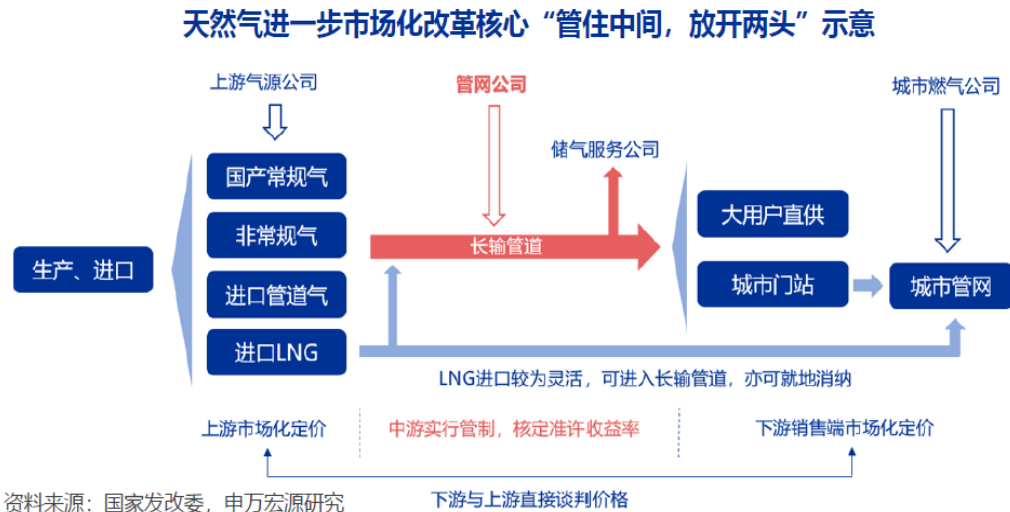 天然气进一步市场化改革核心“管住中间，放开两头”示意
上游气源公司
管网公司
城市燃气公司
储气服务公司
国产常规气
非常规气
进口管道气
进口LNG
生产、进口
长输管道
大用户直供
城市门站
城市管网
LNG进口较为灵活，可进入长输管道，亦可就地消纳
上游市场化定价
中游实行管制，核定准许收益率
下游销售端市场化定价
下游与上游直接谈判价格
资料来源：国家发改委，申万宏源研究